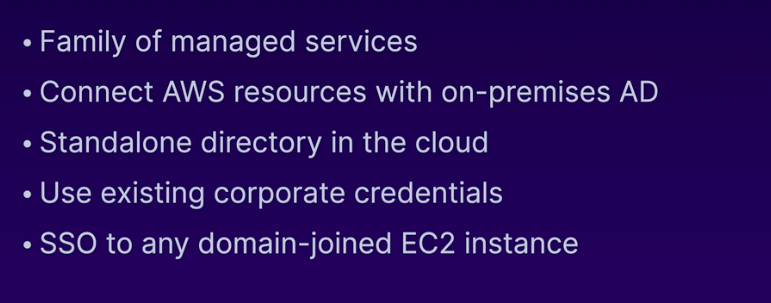 • Family of managed services
• Connect AWS resources with on-premises AD
• Standalone directory in the cloud
• Use existing corporate credentials
• SSO to any domain-joined EC2 instance